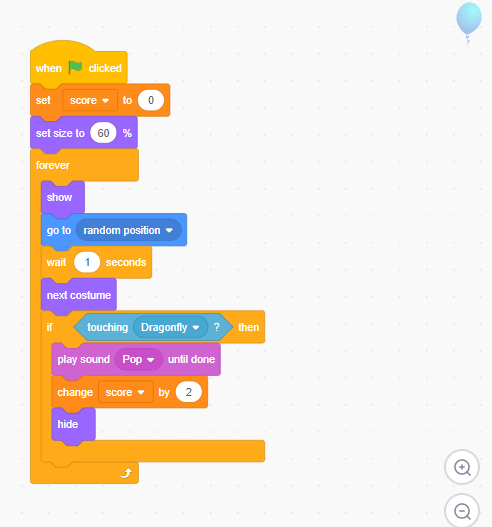 when clicked
set score to 0
set size to 60 %
forever
show
go to random position
wait 1 seconds
next costume
if touching Dragonfly ? then
play sound Pop until done
change score by 2
hide